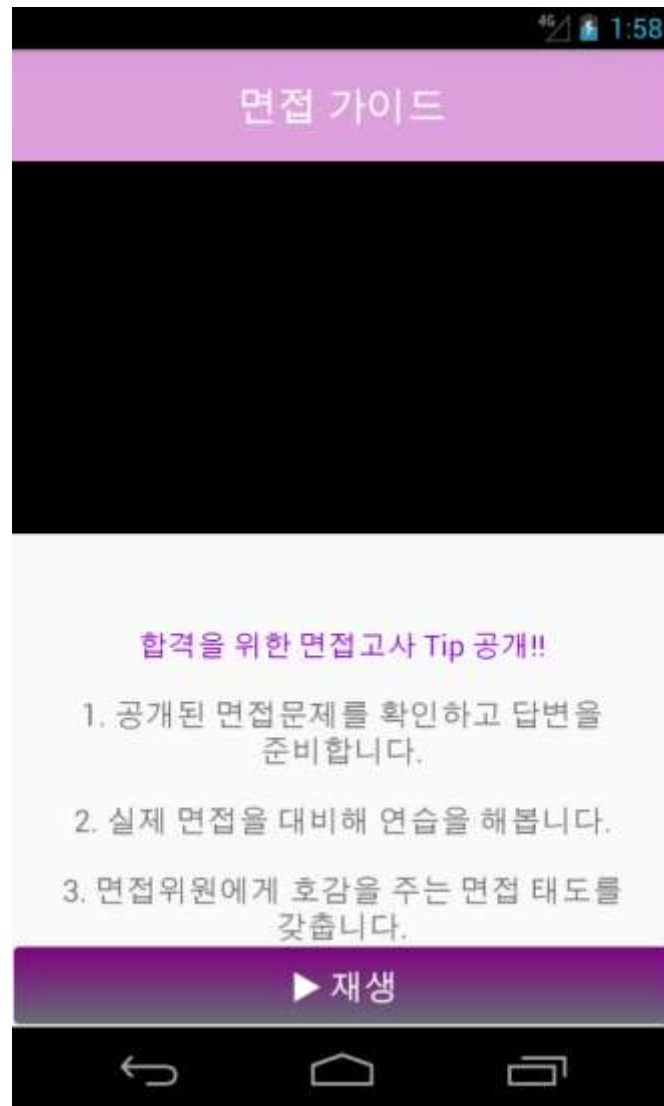 4G 1:58
면접 가이드
합격을 위한 면접고사 Tip 공개!!
1. 공개된 면접문제를 확인하고 답변을
준비합니다.
2. 실제 면접을 대비해 연습을 해봅니다.
3. 면접위원에게 호감을 주는 면접 태도를
갖춥니다.
▶ 재생